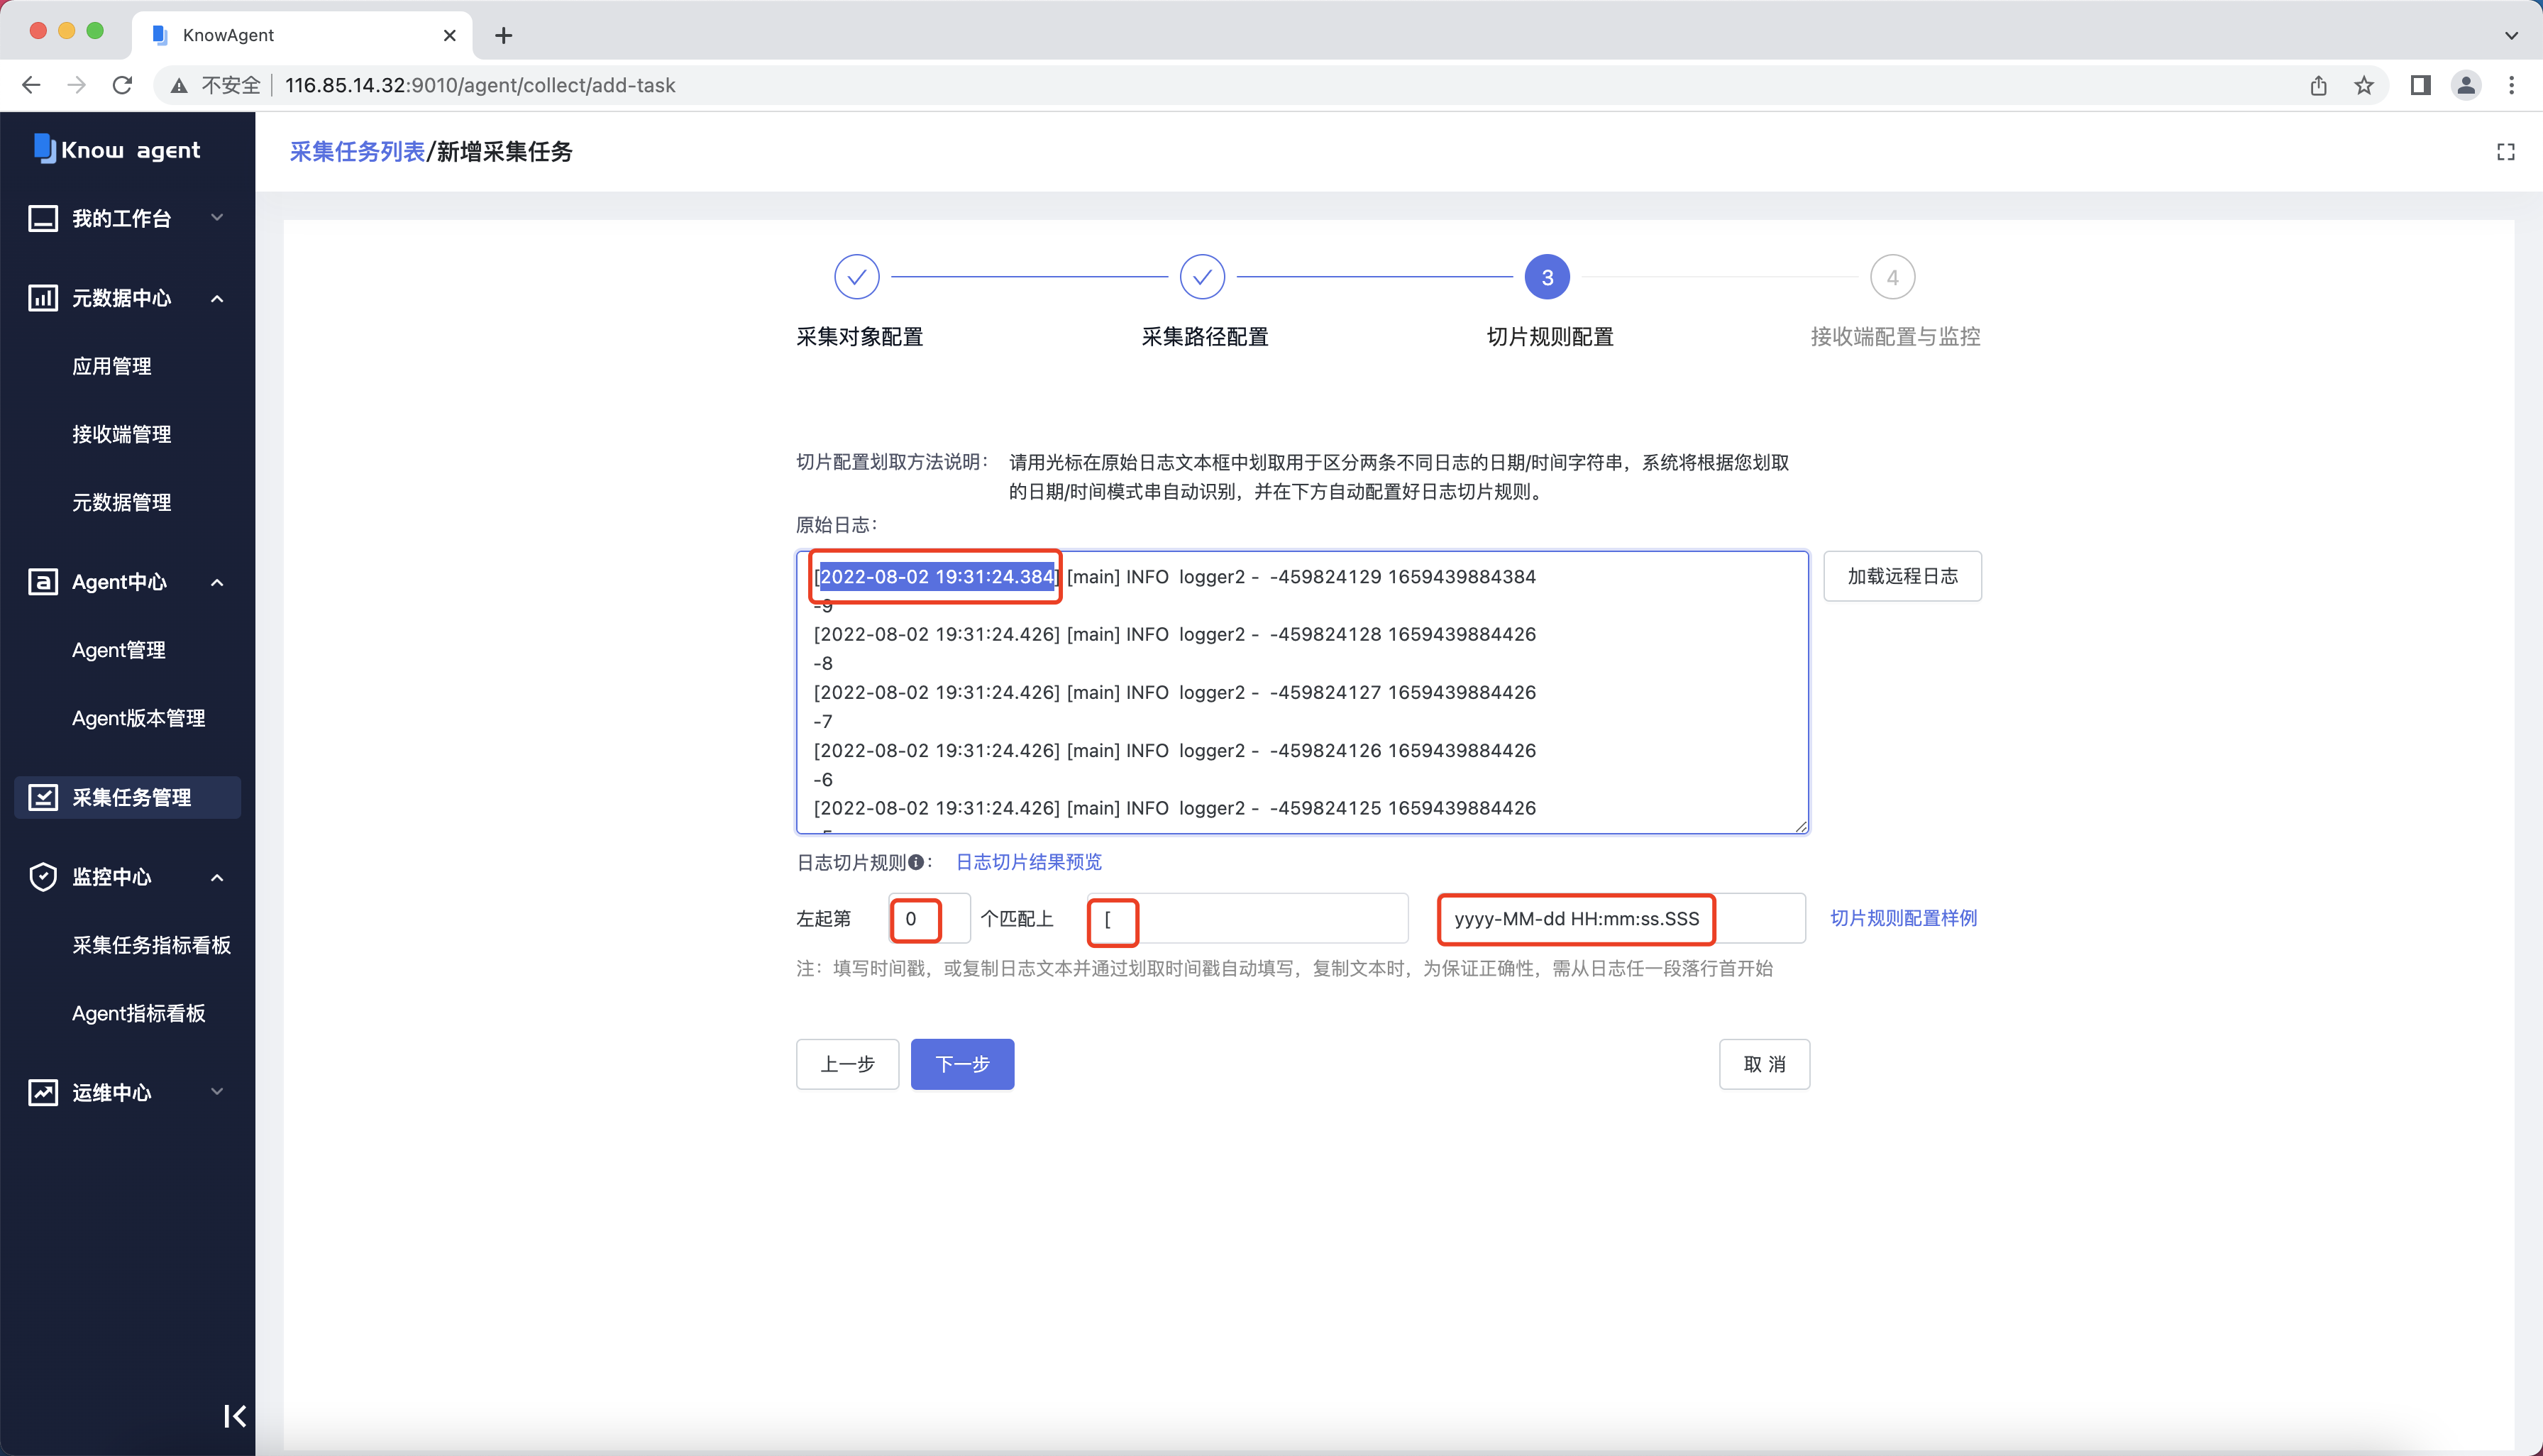 KnowAgent
不安全 116.85.14.32:9010/agent/collect/add-task
Know agent
采集任务列表/新增采集任务
我的工作台
元数据中心
应用管理
接收端管理
元数据管理
Agent中心
Agent管理
Agent版本管理
采集任务管理
监控中心
采集任务指标看板
Agent指标看板
运维中心
3
4
采集对象配置
采集路径配置
切片规则配置
接收端配置与监控
切片配置划取方法说明： 请用光标在原始日志文本框中划取用于区分两条不同日志的日期/时间字符串，系统将根据您划取
的日期/时间模式串自动识别，并在下方自动配置好日志切片规则。
原始日志：
[2022-08-02 19:31:24.384] [main] INFO  logger2 -  -459824129 1659439884384
-9
[2022-08-02 19:31:24.426] [main] INFO  logger2 -  -459824128 1659439884426
-8
[2022-08-02 19:31:24.426] [main] INFO  logger2 -  -459824127 1659439884426
-7
[2022-08-02 19:31:24.426] [main] INFO  logger2 -  -459824126 1659439884426
-6
[2022-08-02 19:31:24.426] [main] INFO  logger2 -  -459824125 1659439884426
加载远程日志
日志切片规则： 日志切片结果预览
左起第 0 个匹配上 [ yyyy-MM-dd HH:mm:ss.SSS 切片规则配置样例
注：填写时间戳，或复制日志文本并通过划取时间戳自动填写，复制文本时，为保证正确性，需从日志任一段落行首开始
上一步 下一步 取 消